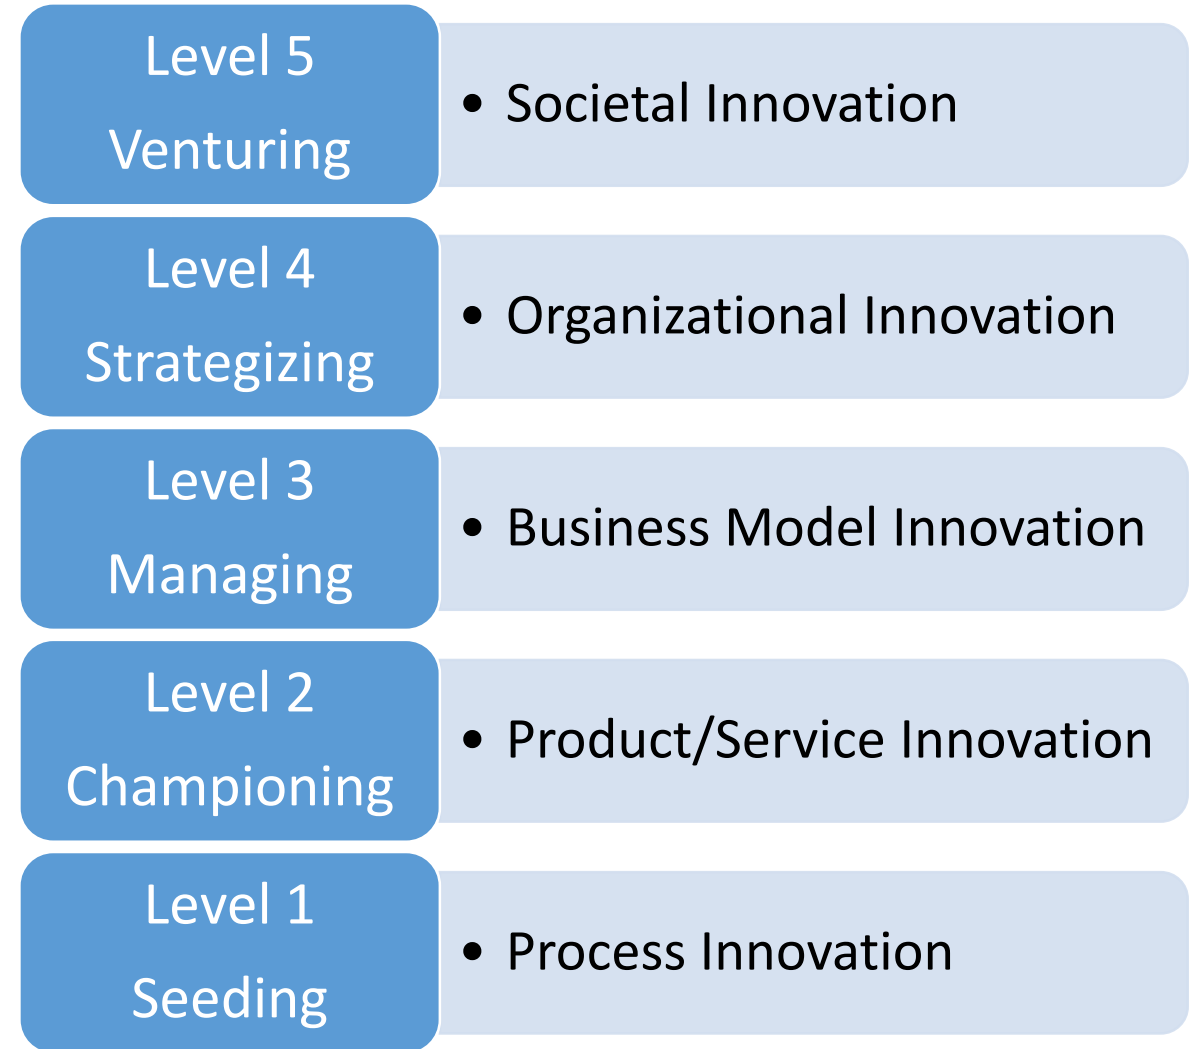 Level 5
Venturing
• Societal Innovation
Level 4
Strategizing
• Organizational Innovation
Level 3
Managing
• Business Model Innovation
Level 2
Championing
• Product/Service Innovation
Level 1
Seeding
• Process Innovation